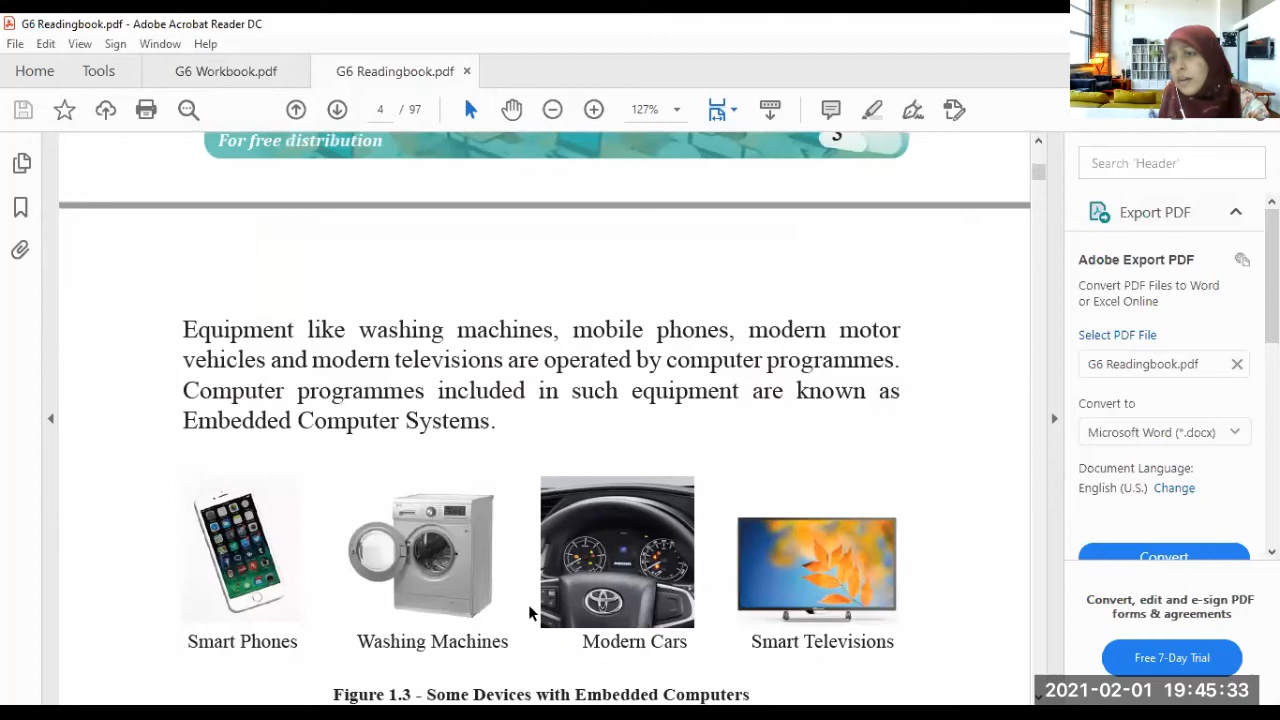 G6 Readingbook.pdf - Adobe Acrobat Reader DC
File Edit View Sign Window Help
Home Tools G6 Workbook.pdf G6 Readingbook.pdf ×
4 / 97 127%
For free distribution 3
Equipment like washing machines, mobile phones, modern motor
vehicles and modern televisions are operated by computer programmes.
Computer programmes included in such equipment are known as
Embedded Computer Systems.
Smart Phones Washing Machines Modern Cars Smart Televisions
Figure 1.3 - Some Devices with Embedded Computers
Search 'Header'
Export PDF
Adobe Export PDF
Convert PDF Files to Word
or Excel Online
Select PDF File
G6 Readingbook.pdf
Convert to
Microsoft Word (*.docx)
Document Language:
English (U.S.) Change
Convert
Convert, edit and e-sign PDF
forms & agreements
Free 7-Day Trial
2021-02-01 19:45:33